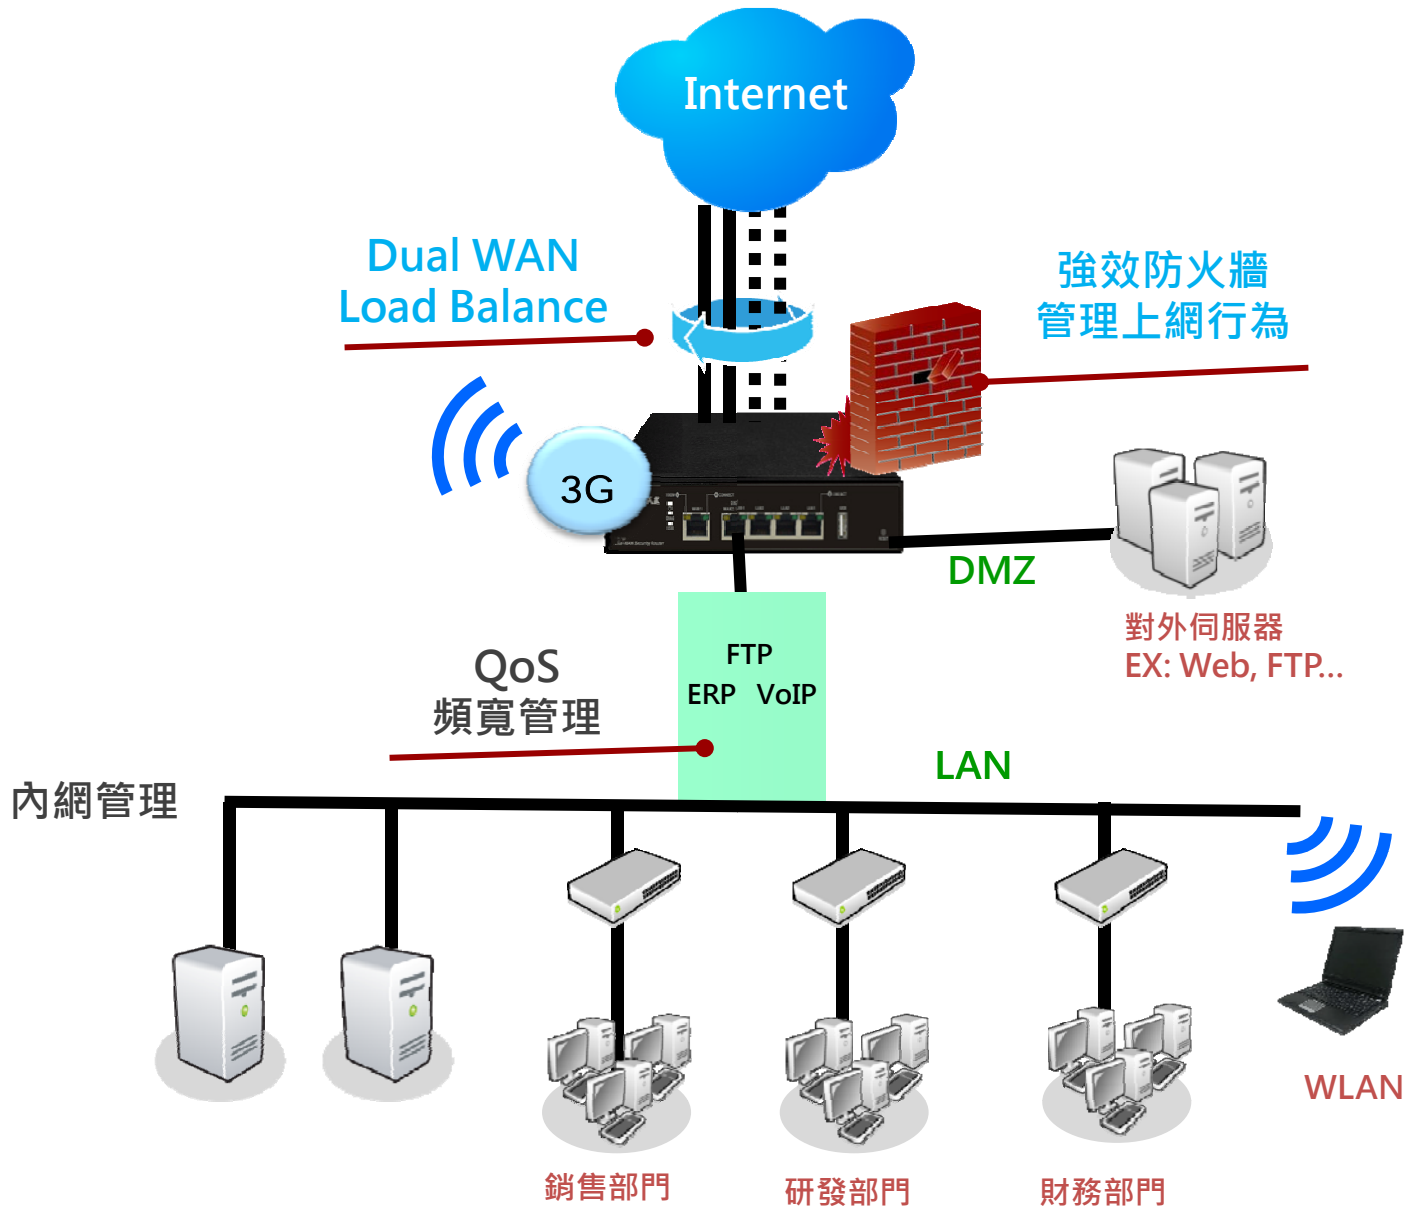 Internet
Dual WAN
Load Balance
強效防火牆
管理上網行為
3G
DMZ
對外伺服器
EX: Web, FTP...
FTP
ERP VoIP
QoS
頻寬管理
LAN
內網管理
WLAN
銷售部門
研發部門
財務部門